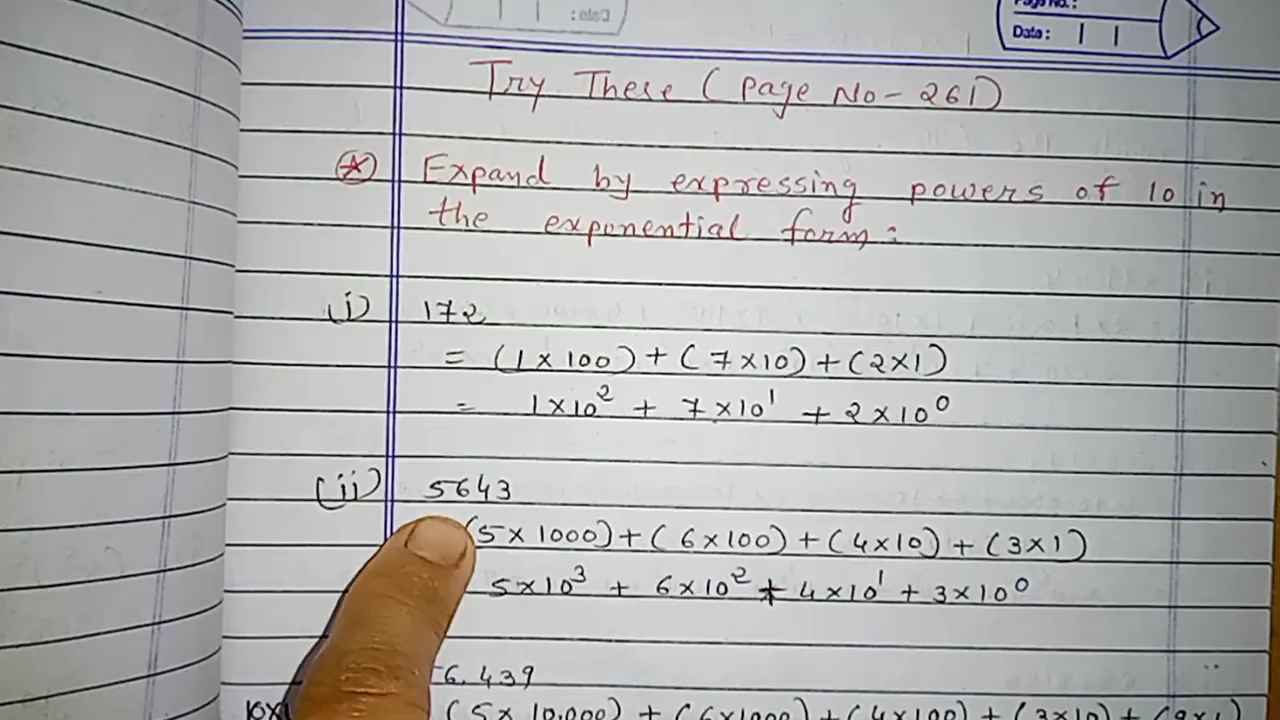 Page No.:
Date:
Try These (Page No - 261)
Expand by expressing powers of 10 in
the exponential form:
(i) 172
= (1×100) + (7×10) + (2×1)
= 1×10² + 7×10¹ + 2×10⁰
(ii) 5643
(5×1000) + (6×100) + (4×10) + (3×1)
5×10³ + 6×10² + 4×10¹ + 3×10⁰
6,439
(5×10,000) + (6×1000) + (4×100) + (3×10) + (9×1)